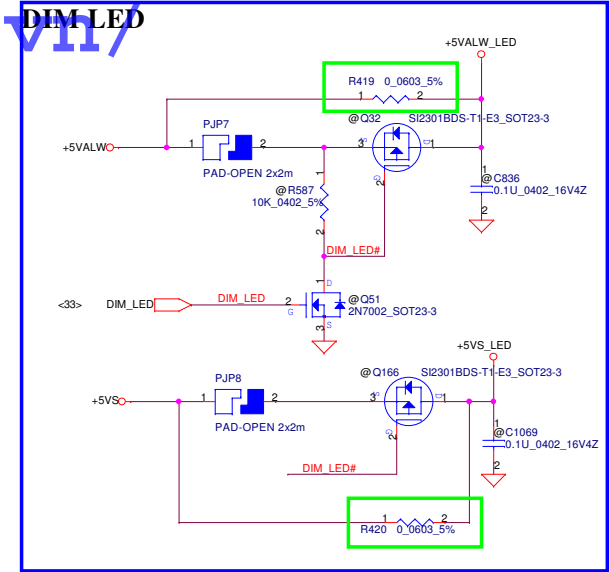 DIM LED
vn/
+5VALW_LED
R419 0_0603_5%
1 2
@Q32 SI2301BDS-T1-E3_SOT23-3
PJP7
+5VALW 1 2 3 S D 1
PAD-OPEN 2x2m
G 2
@R587
10K_0402_5%
1
2
@C836
0.1U_0402_16V4Z
1
2
DIM_LED#
<33> DIM_LED DIM_LED 2 G
1 D
@Q51
2N7002_SOT23-3
3 S
+5VS_LED
@Q166 SI2301BDS-T1-E3_SOT23-3
PJP8
+5VS 1 2 3 S D 1
PAD-OPEN 2x2m
G 2
@C1069
0.1U_0402_16V4Z
1
2
DIM_LED#
1 2
R420 0_0603_5%